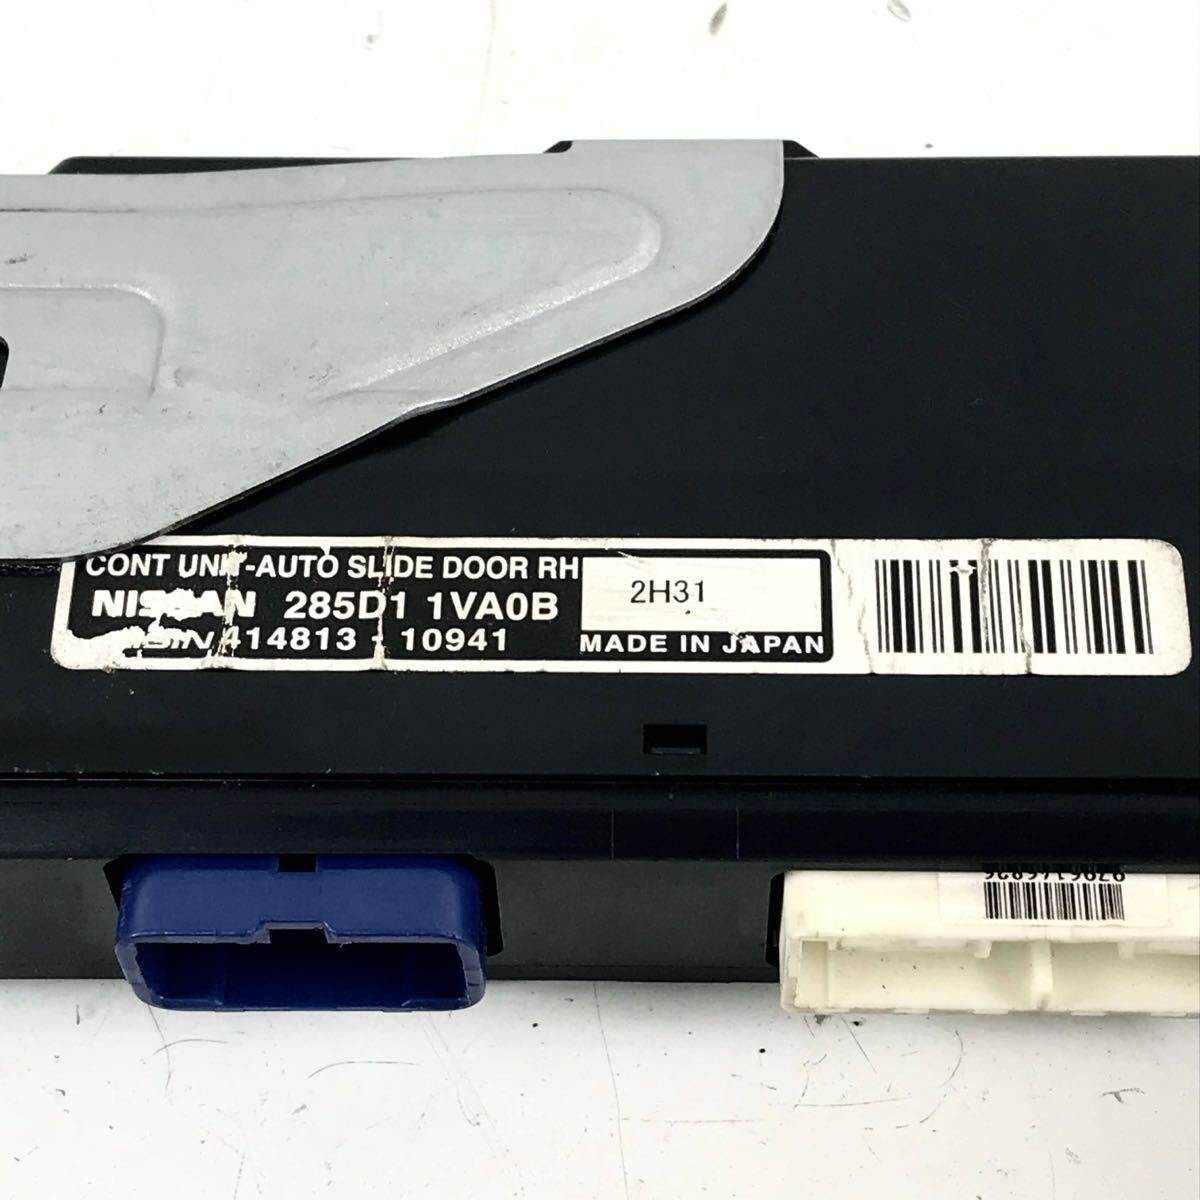 CONT UNIT-AUTO SLIDE DOOR RH
NISSAN 285D1 1VA0B
414813 - 10941
2H31
MADE IN JAPAN